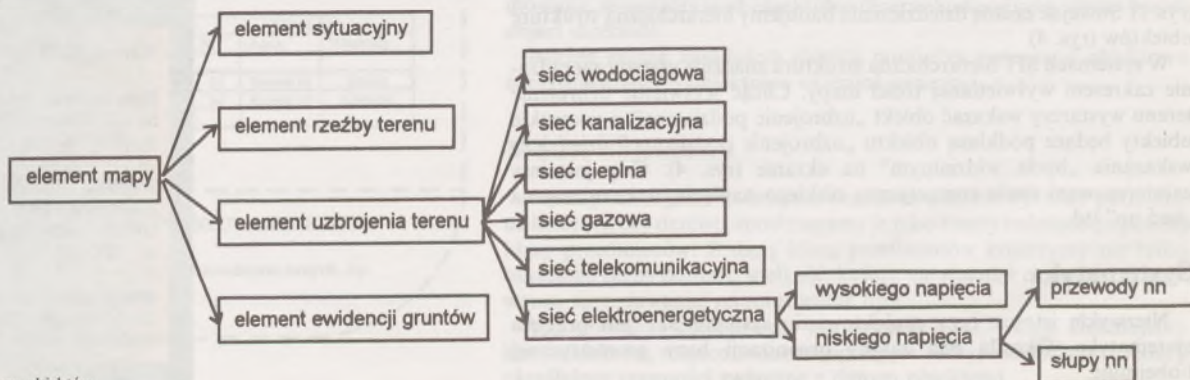 element mapy
element sytuacyjny
element rzeźby terenu
element uzbrojenia terenu
element ewidencji gruntów
sieć wodociągowa
sieć kanalizacyjna
sieć cieplna
sieć gazowa
sieć telekomunikacyjna
sieć elektroenergetyczna
wysokiego napięcia
niskiego napięcia
przewody nn
słupy nn